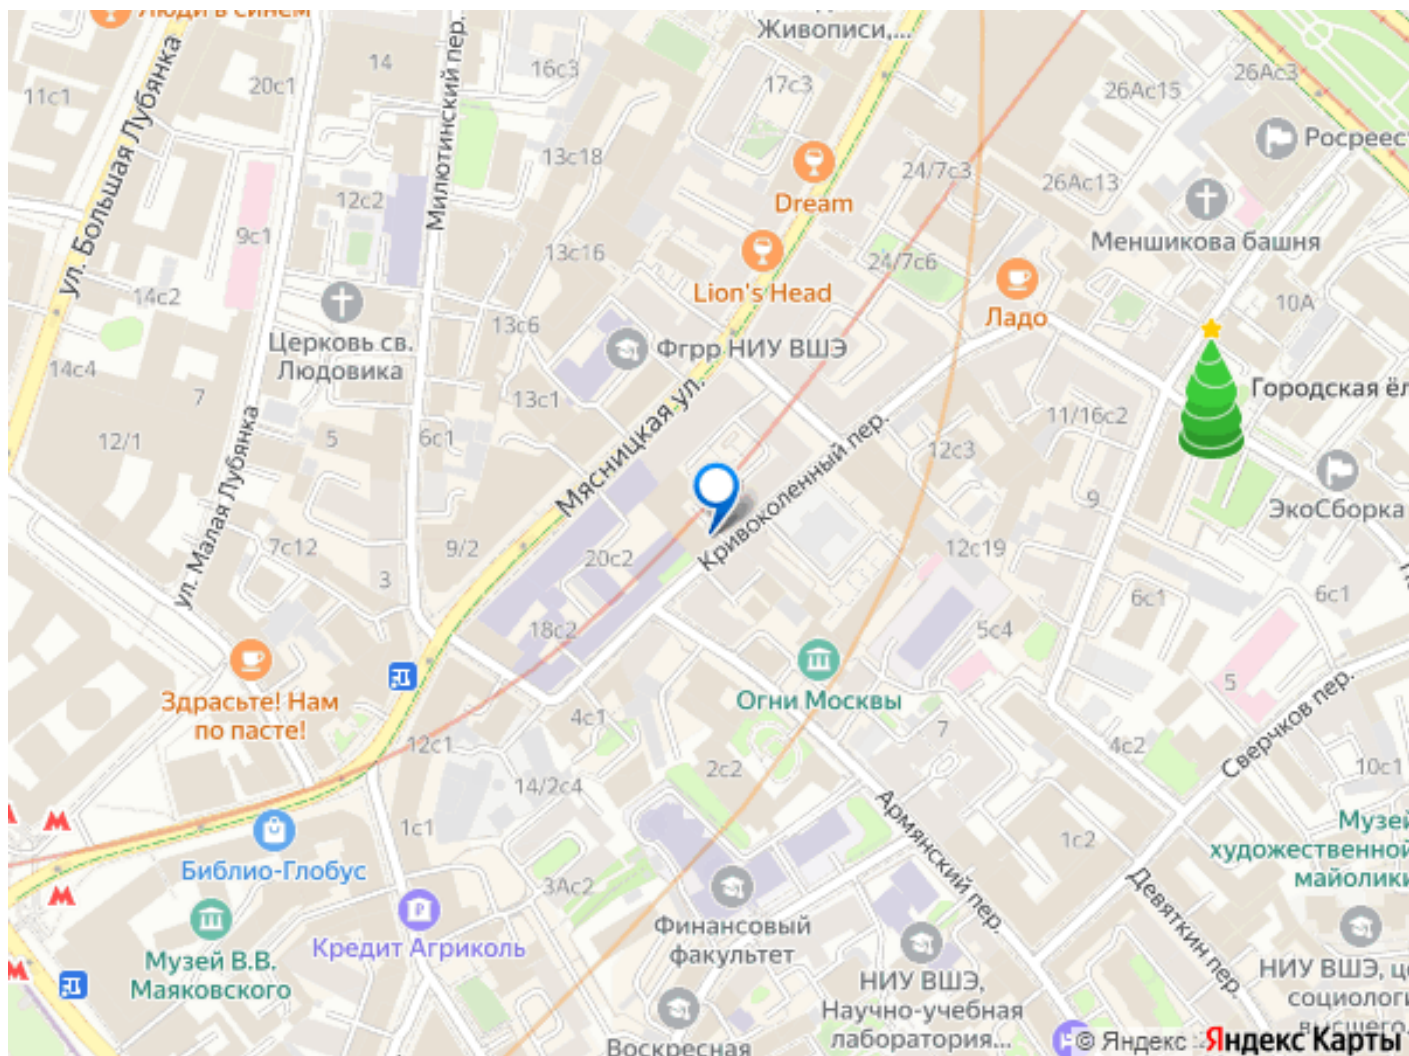 Люди в синем
Живописи,...
11с1
20с1
14
16с3
17с3
26Ас15
26Ас3
Росреес
ул. Большая Лубянка
Милютинский пер.
13с18
Dream
24/7с3
26Ас13
12с2
9с1
Меншикова башня
13с16
24/7с6
Lion's Head
14с2
10А
Ладо
13с6
Церковь св.
Людовика
Фгрр НИУ ВШЭ
14с4
7
13с1
Городская ёл
11/16с2
12/1
5
6с1
12с3
Мясницкая ул.
Кривоколенный пер.
9
ЭкоСборка
ул. Малая Лубянка
7с12
9/2
20с2
12с19
3
6с1
6с1
18с2
5с4
Здрасьте! Нам
по пасте!
Огни Москвы
5
Сверчков пер.
4с1
7
12с1
4с2
2с2
10с1
14/2с4
Армянский пер.
1с1
1с2
Музей
художественной
майолики
Библио-Глобус
3Ас2
Девяткин пер.
Кредит Агриколь
Финансовый
факультет
Музей В.В.
Маяковского
НИУ ВШЭ,
Научно-учебная
лаборатория...
НИУ ВШЭ, це
социологи
высшего
Воскресная
© Яндекс
Яндекс Карты